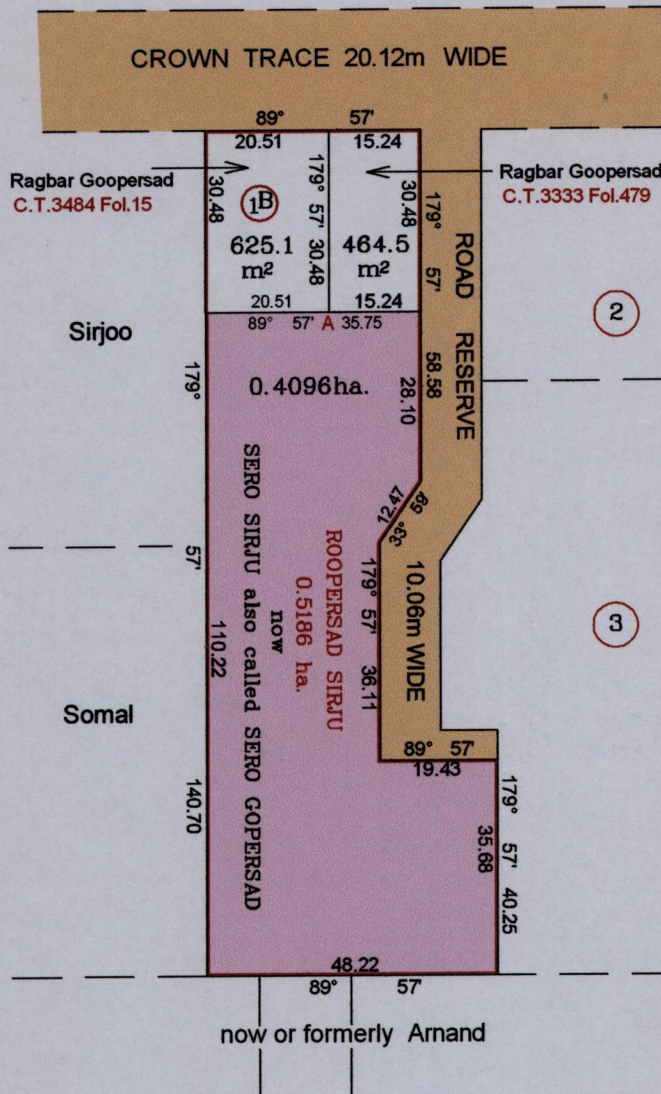 CROWN TRACE 20.12m WIDE
89° 57'
20.51 15.24
Ragbar Goopersad
C.T.3484 Fol.15
Ragbar Goopersad
C.T.3333 Fol.479
30.48
1B
179° 57' 30.48
30.48
179° 57'
58.58
625.1
m²
464.5
m²
20.51 15.24
89° 57' A 35.75
ROAD RESERVE
2
Sirjoo
179° 57'
0.4096ha.
28.10
12.47
33° 59'
SERO SIRJU also called SERO GOPERSAD
now
ROOPERSAD SIRJU
0.5186 ha.
179° 57' 36.11
10.06m WIDE
3
110.22
140.70
Somal
89° 57'
19.43
179° 57' 40.25
35.68
48.22
89° 57'
now or formerly Arnand